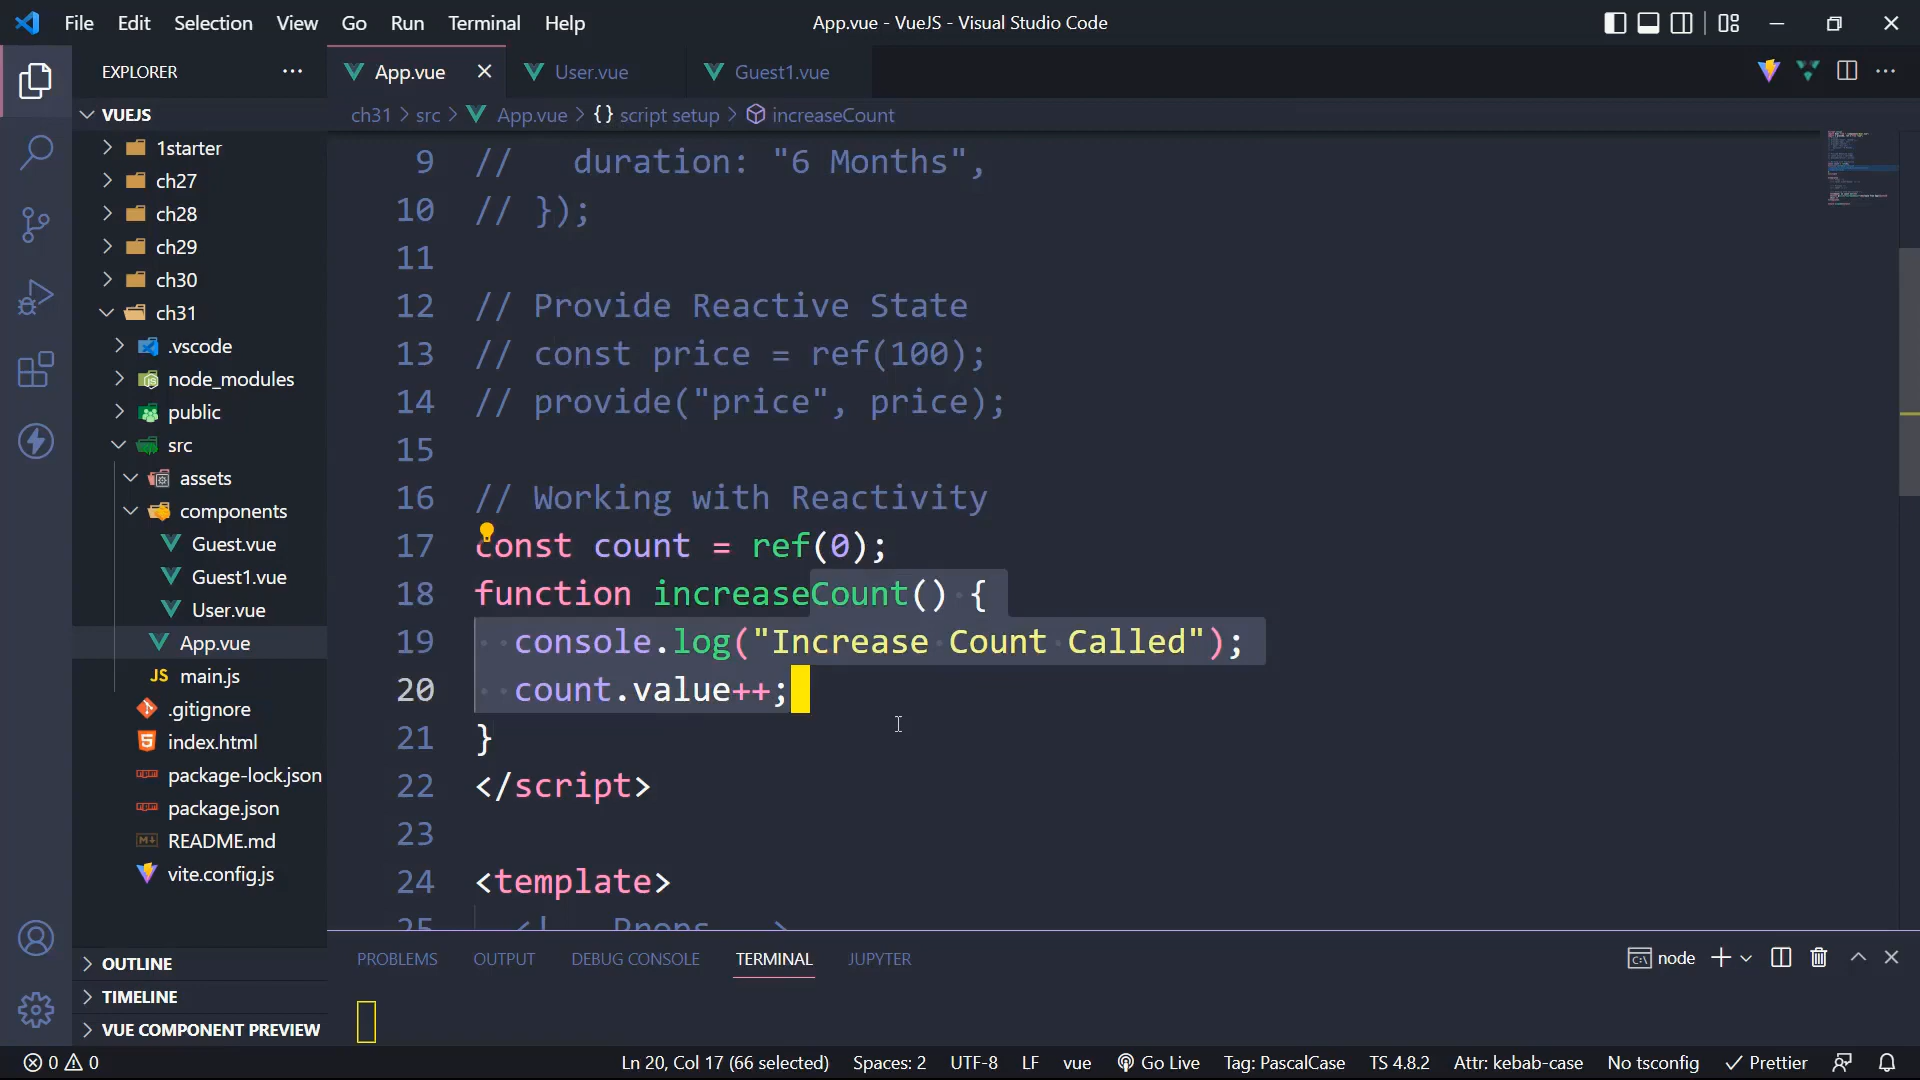 File Edit Selection View Go Run Terminal Help
App.vue - VueJS - Visual Studio Code
EXPLORER
VUEJS
1starter
ch27
ch28
ch29
ch30
ch31
.vscode
node_modules
public
src
assets
components
Guest.vue
Guest1.vue
User.vue
App.vue
JS main.js
.gitignore
index.html
package-lock.json
package.json
README.md
vite.config.js
OUTLINE
TIMELINE
VUE COMPONENT PREVIEW
App.vue
User.vue
Guest1.vue
ch31 > src > App.vue > {} script setup > increaseCount
9 //   duration: "6 Months",
10 // });
11
12 // Provide Reactive State
13 // const price = ref(100);
14 // provide("price", price);
15
16 // Working with Reactivity
17 const count = ref(0);
18 function increaseCount() {
19 console.log("Increase Count Called");
20 count.value++;
21 }
22 </script>
23
24 <template>
25 <!-- Props -->
PROBLEMS OUTPUT DEBUG CONSOLE TERMINAL JUPYTER
node
0 0
Ln 20, Col 17 (66 selected) Spaces: 2 UTF-8 LF vue Go Live Tag: PascalCase TS 4.8.2 Attr: kebab-case No tsconfig Prettier